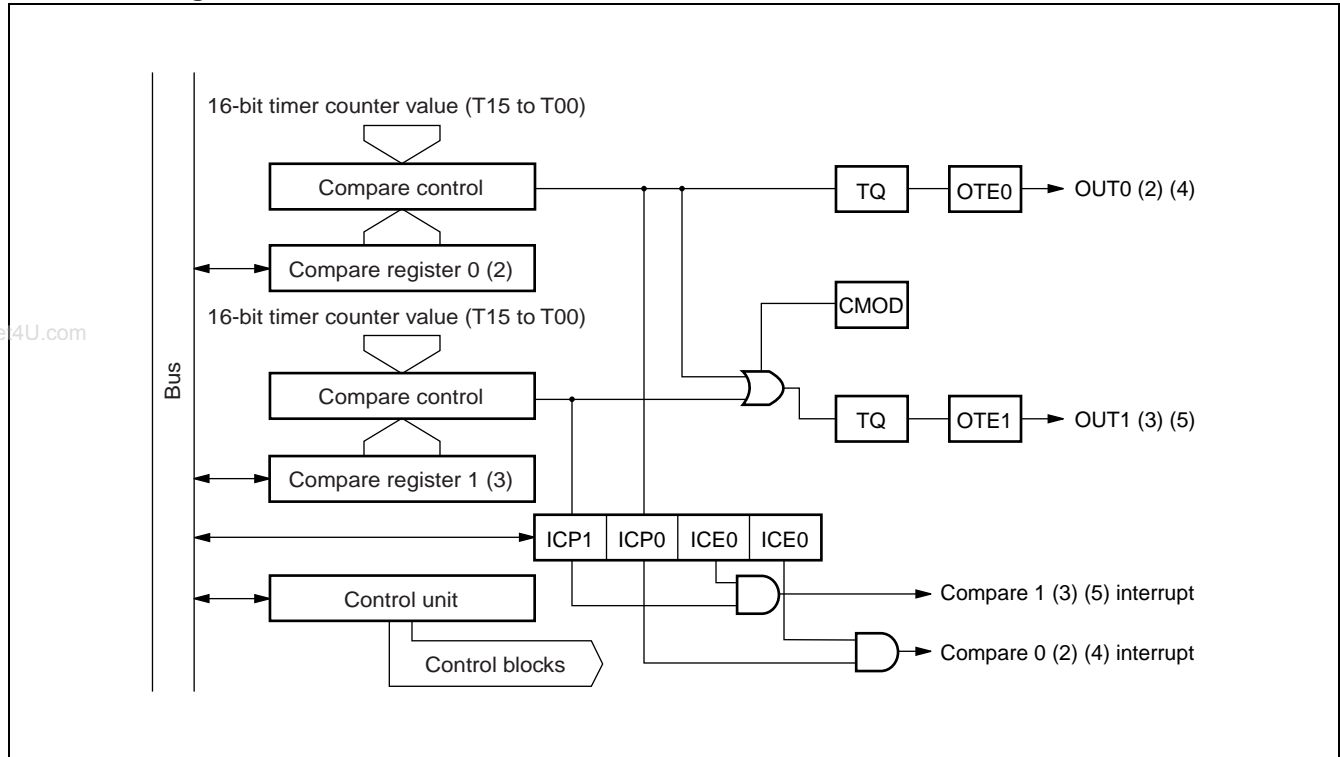 16-bit timer counter value (T15 to T00)
Compare control
TQ
OTE0
OUT0 (2) (4)
Compare register 0 (2)
CMOD
16-bit timer counter value (T15 to T00)
et4U.com
Bus
Compare control
TQ
OTE1
OUT1 (3) (5)
Compare register 1 (3)
ICP1
ICP0
ICE0
ICE0
Control unit
Compare 1 (3) (5) interrupt
Control blocks
Compare 0 (2) (4) interrupt